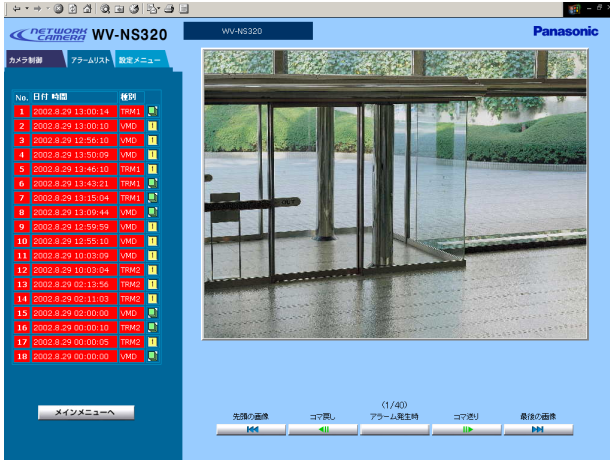 NETWORK CAMERA WV-NS320
WV-NS320
Panasonic
カメラ制御 アラームリスト 設定メニュー
No. 日付 時間 種別
1 2002.8.29 13:00:14 TRM1
2 2002.8.29 13:00:10 VMD
3 2002.8.29 12:56:10 VMD
4 2002.8.29 13:50:09 VMD
5 2002.8.29 13:46:10 TRM1
6 2002.8.29 13:43:21 TRM1
7 2002.8.29 13:15:04 TRM1
8 2002.8.29 13:09:44 VMD
9 2002.8.29 12:59:59 VMD
10 2002.8.29 12:55:10 VMD
11 2002.8.29 10:03:09 VMD
12 2002.8.29 10:03:04 TRM2
13 2002.8.29 02:13:56 TRM2
14 2002.8.29 02:11:03 TRM2
15 2002.8.29 02:00:00 VMD
16 2002.8.29 00:00:10 TRM2
17 2002.8.29 00:00:05 TRM2
18 2002.8.29 00:00:00 VMD
OUT
メインメニューへ
(1/40)
先頭の画像 コマ戻し アラーム発生時 コマ送り 最後の画像